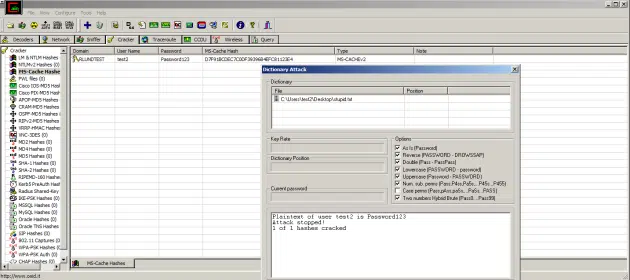 File View Configure Tools Help
Decoders Network Sniffer Cracker Traceroute CCDU Wireless Query
Cracker
LM & NTLM Hashes
NTLMv2 Hashes (0)
MS-Cache Hashes
PWL files (0)
Cisco IOS-MD5 Hash
Cisco PIX-MD5 Hash
APOP-MD5 Hashes
CRAM-MD5 Hashes
OSPF-MD5 Hashes
RIPv2-MD5 Hashes
VRRP-HMAC Hashes
VNC-3DES (0)
MD2 Hashes (0)
MD4 Hashes (0)
MD5 Hashes (0)
SHA-1 Hashes (0)
SHA-2 Hashes (0)
RIPEMD-160 Hashes
Kerb5 PreAuth Hash
Radius Shared-Key
IKE-PSK Hashes (0)
MSSQL Hashes (0)
MySQL Hashes (0)
Oracle Hashes (0)
Oracle TNS Hashes
SIP Hashes (0)
802.11 Captures (0)
WPA-PSK Hashes (0)
WPA-PSK Auth (0)
CHAP Hashes (0)
Domain User Name Password MS-Cache Hash Type Note
test2 Password123 MS-CACHEv2
Dictionary Attack
Dictionary
File Position
C:\Users\test2\Desktop\stupid.txt
Key Rate
Dictionary Position
Current password
Options
As Is (Password)
Reverse (PASSWORD - DROWSSAP)
Double (Pass - PassPass)
Lowercase (PASSWORD - password)
Uppercase (Password - PASSWORD)
Num. sub. perms (Pass,P4ss,Pa5s,...P45s...P455)
Case perms (Pass,pAss,paSs,...PaSs...PASS)
Two numbers Hybrid Brute (Pass0...Pass99)
Plaintext of user test2 is Password123
Attack stopped!
1 of 1 hashes cracked
MS-Cache Hashes
http://www.oxid.it